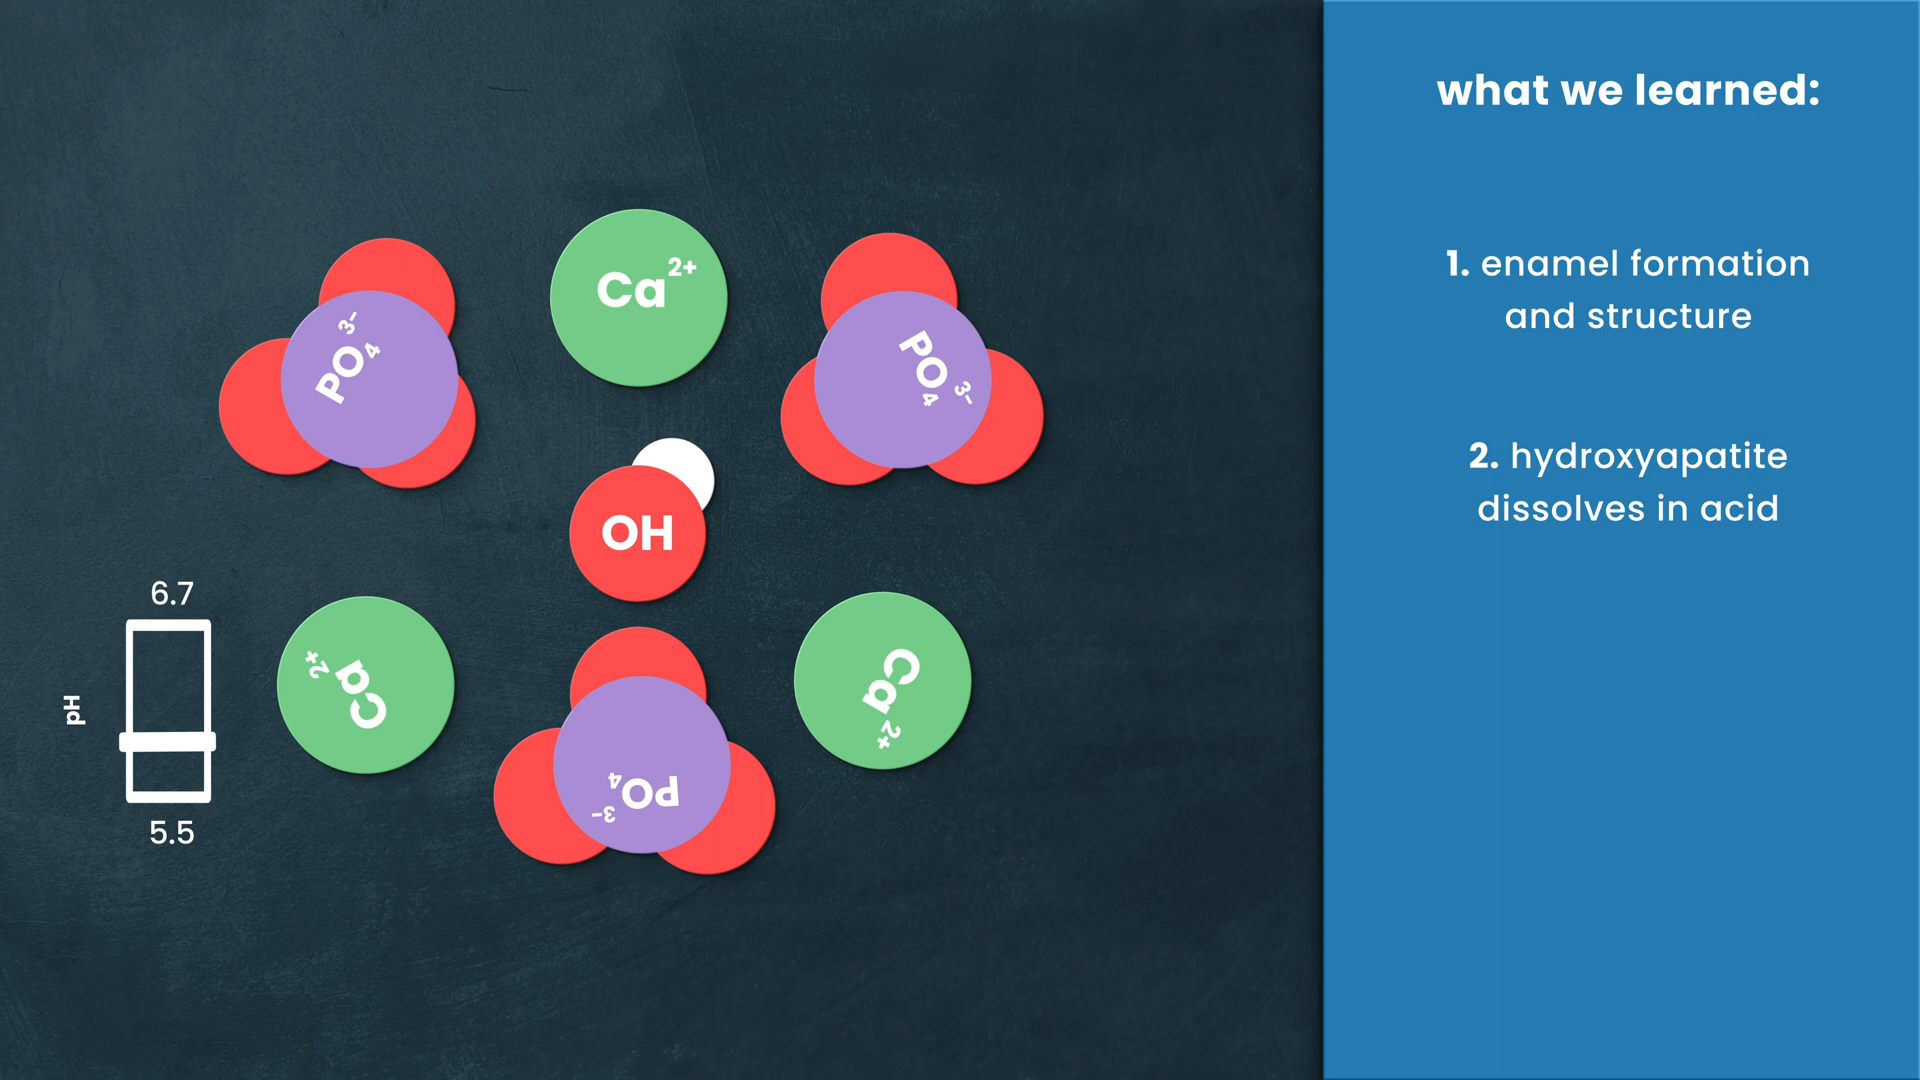 what we learned:
1. enamel formation
and structure
2. hydroxyapatite
dissolves in acid
Ca²⁺
PO₄³⁻
PO₄³⁻
OH
Ca²⁺
Ca²⁺
PO₄³⁻
6.7
pH
5.5